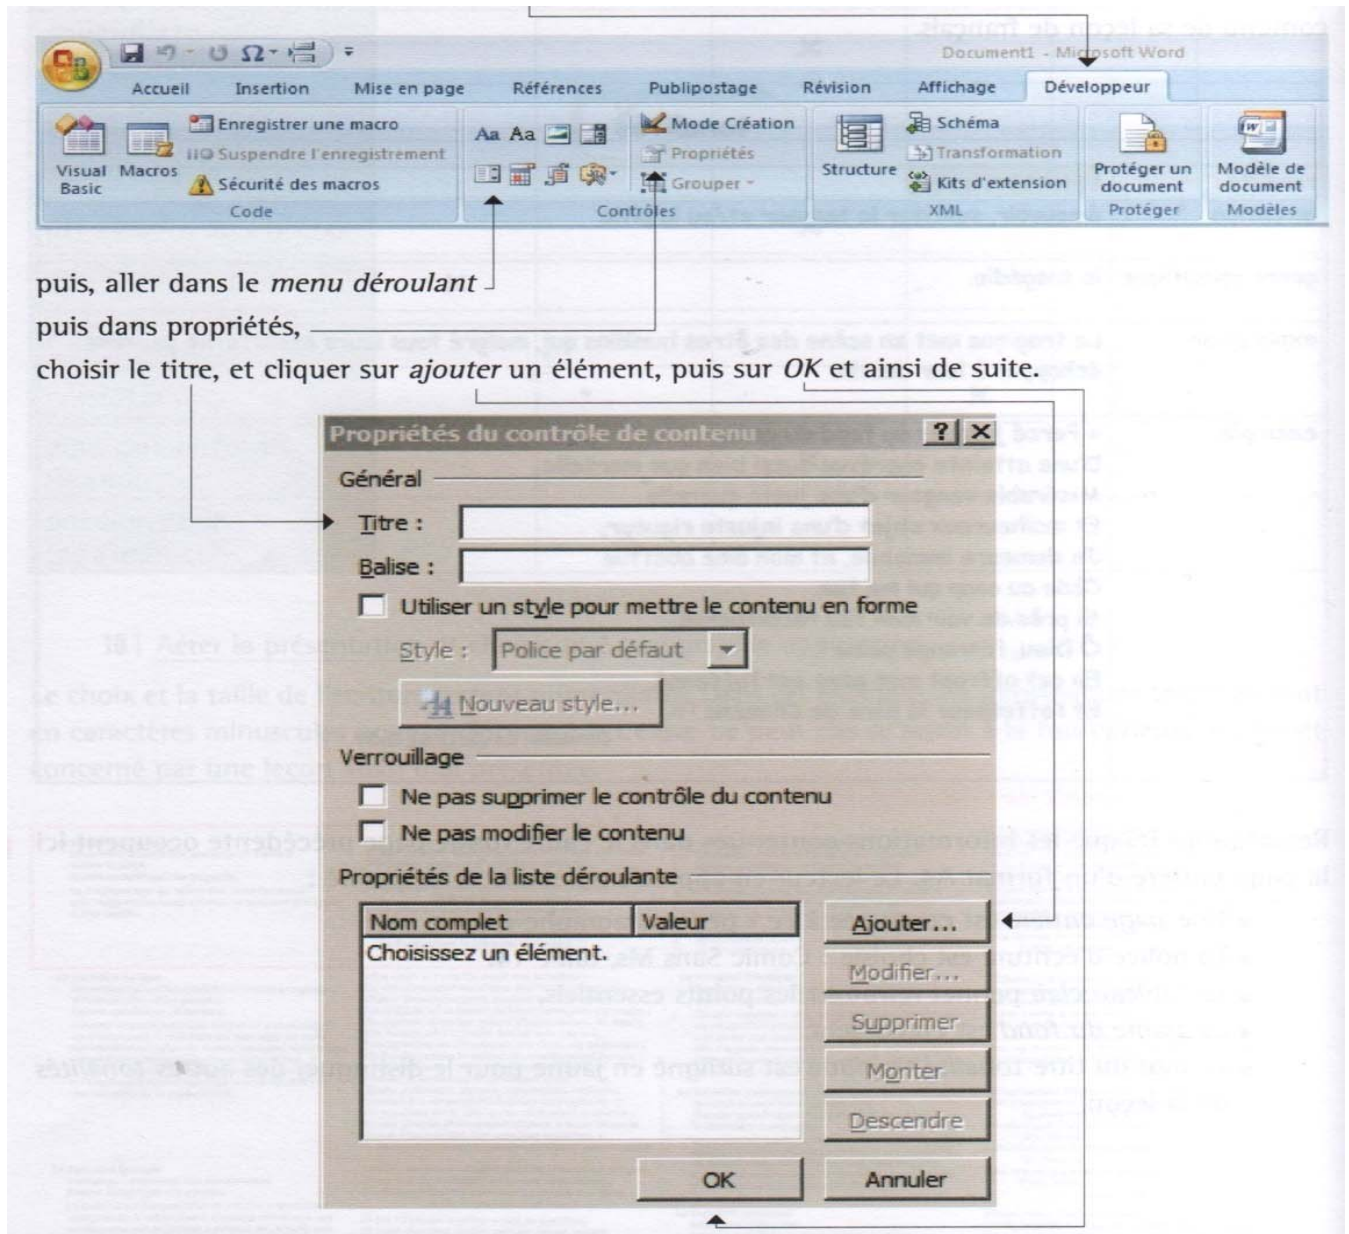 Document1 - Microsoft Word
Accueil Insertion Mise en page Références Publipostage Révision Affichage Développeur
Visual Basic
Macros
Enregistrer une macro
Suspendre l'enregistrement
Sécurité des macros
Code
Aa Aa
Mode Création
Propriétés
Grouper
Contrôles
Structure
Schéma
Transformation
Kits d'extension
XML
Protéger un document
Protéger
Modèle de document
Modèles
puis, aller dans le menu déroulant
puis dans propriétés,
choisir le titre, et cliquer sur ajouter un élément, puis sur OK et ainsi de suite.
Propriétés du contrôle de contenu
Général
Titre :
Balise :
Utiliser un style pour mettre le contenu en forme
Style : Police par défaut
Nouveau style...
Verrouillage
Ne pas supprimer le contrôle du contenu
Ne pas modifier le contenu
Propriétés de la liste déroulante
Nom complet Valeur
Choisissez un élément.
Ajouter...
Modifier...
Supprimer
Monter
Descendre
OK Annuler